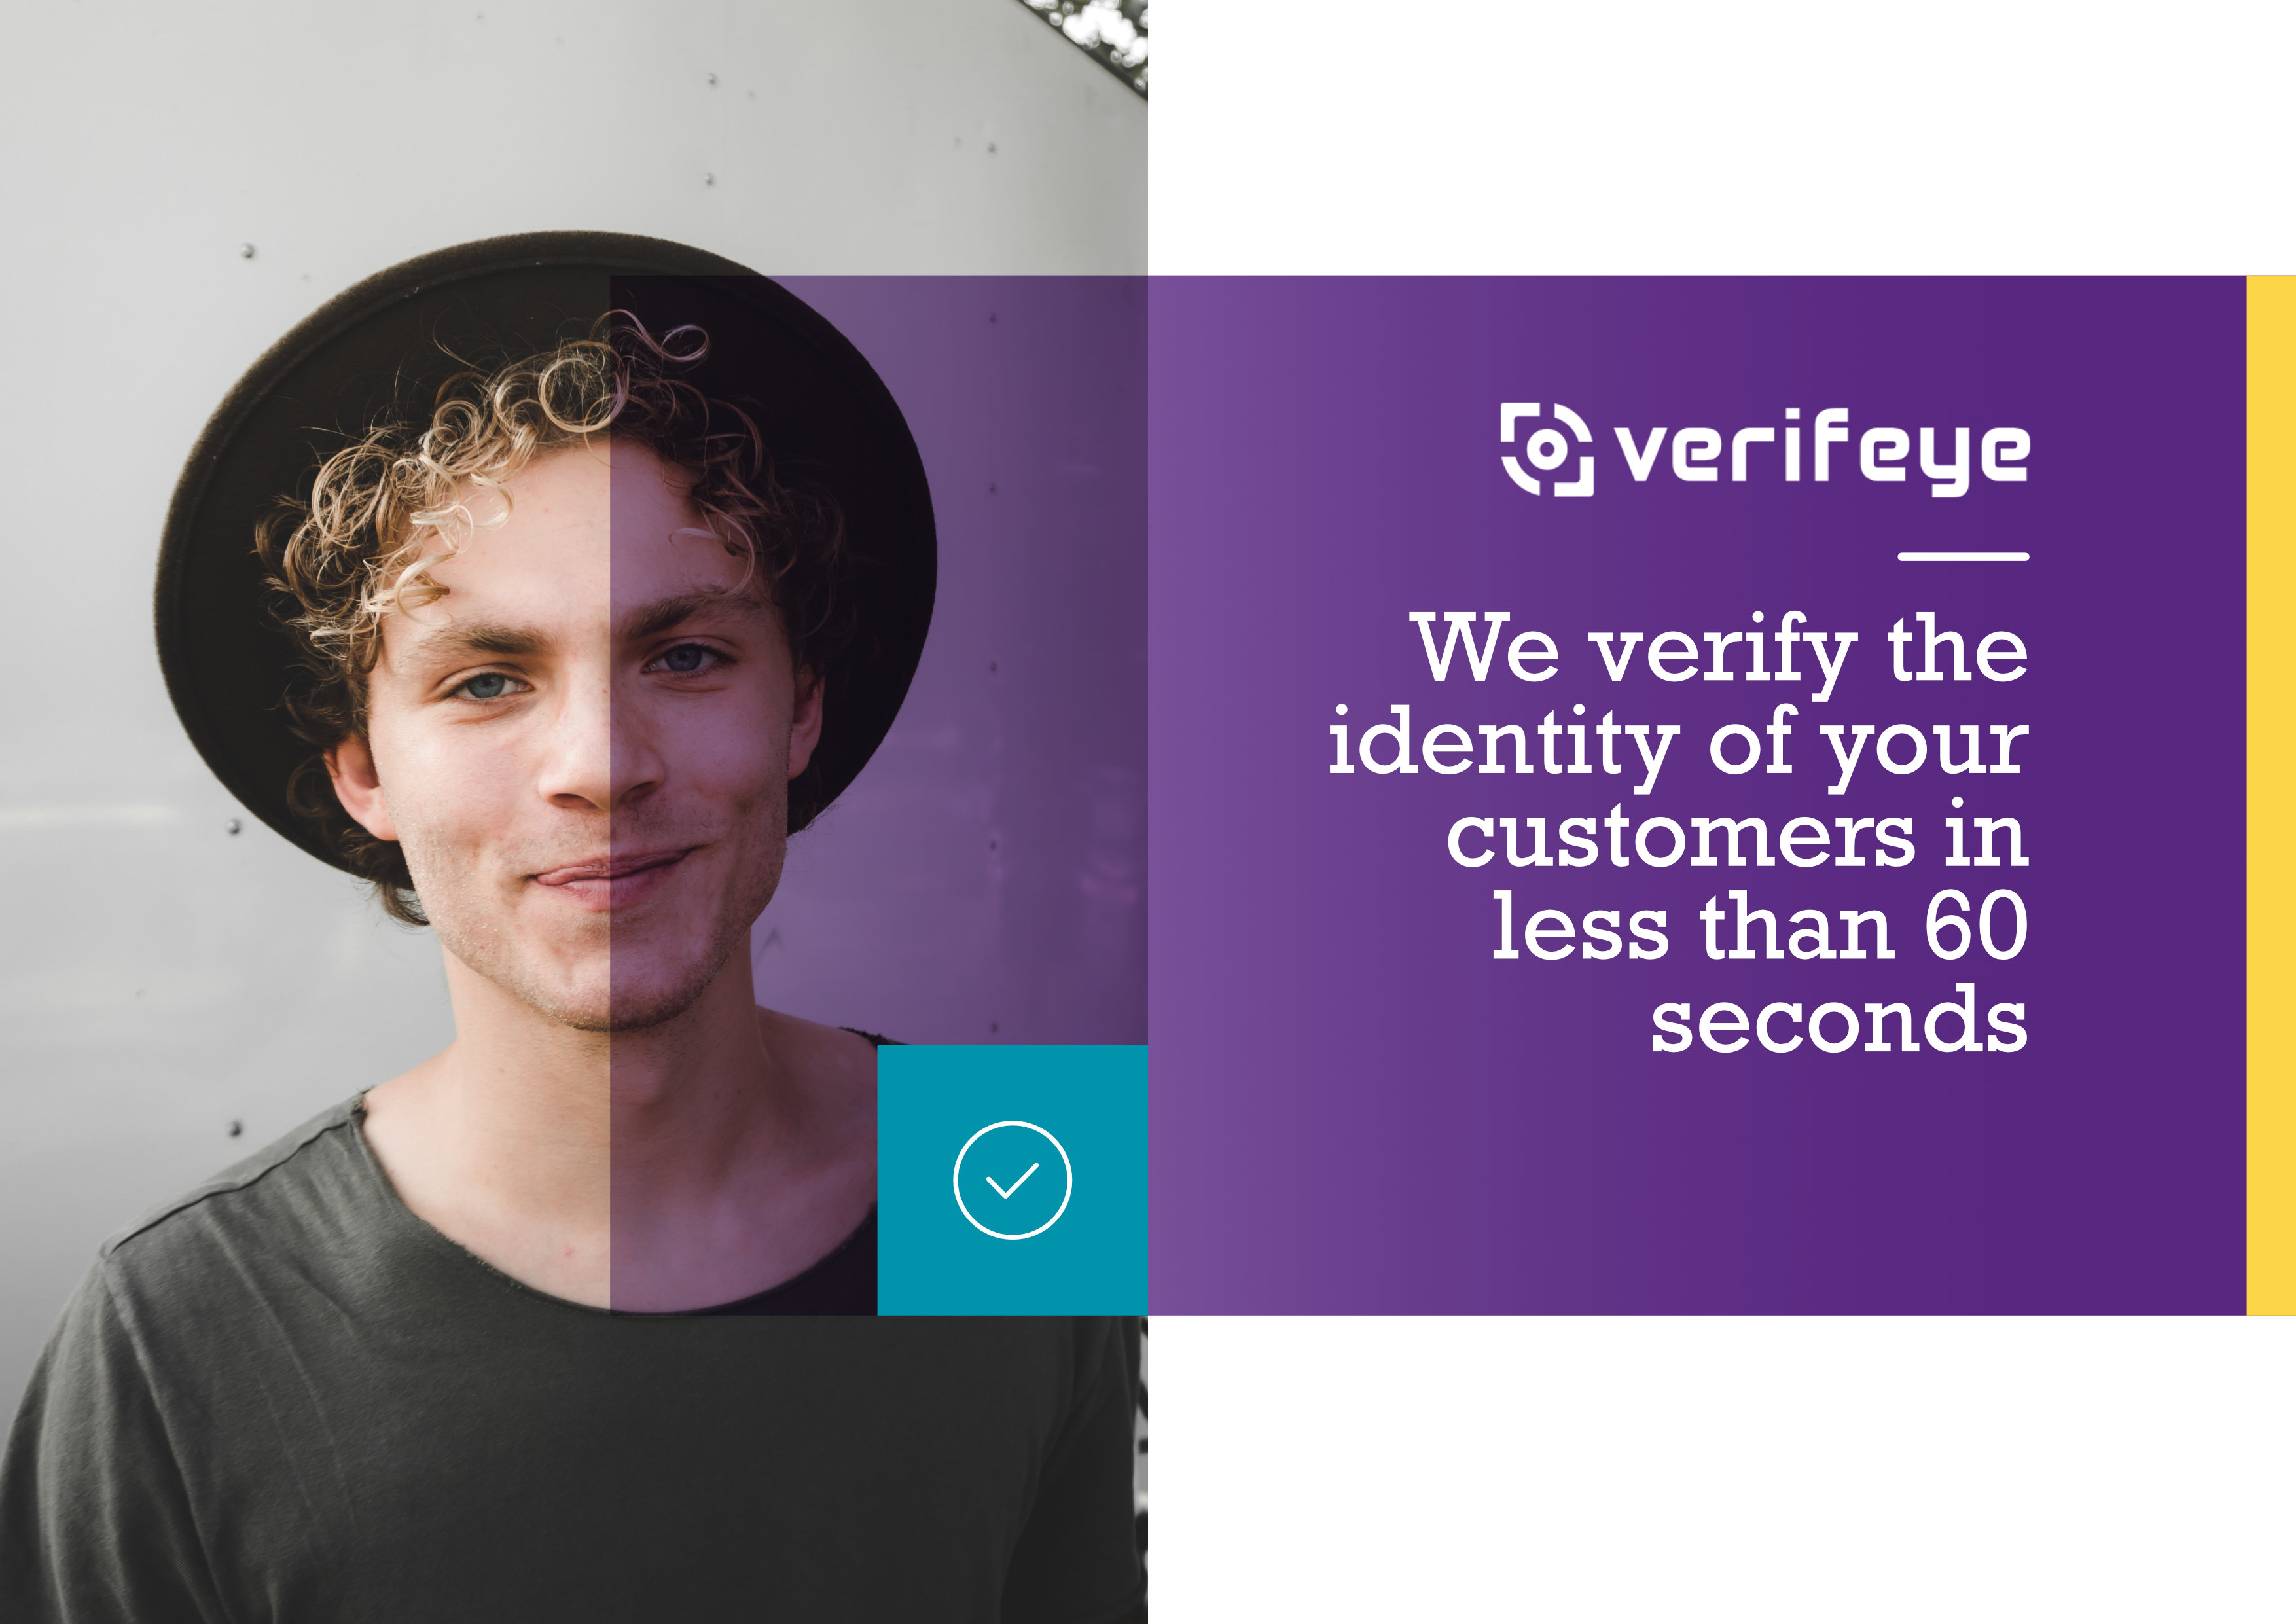 verifeye
We verify the
identity of your
customers in
less than 60
seconds